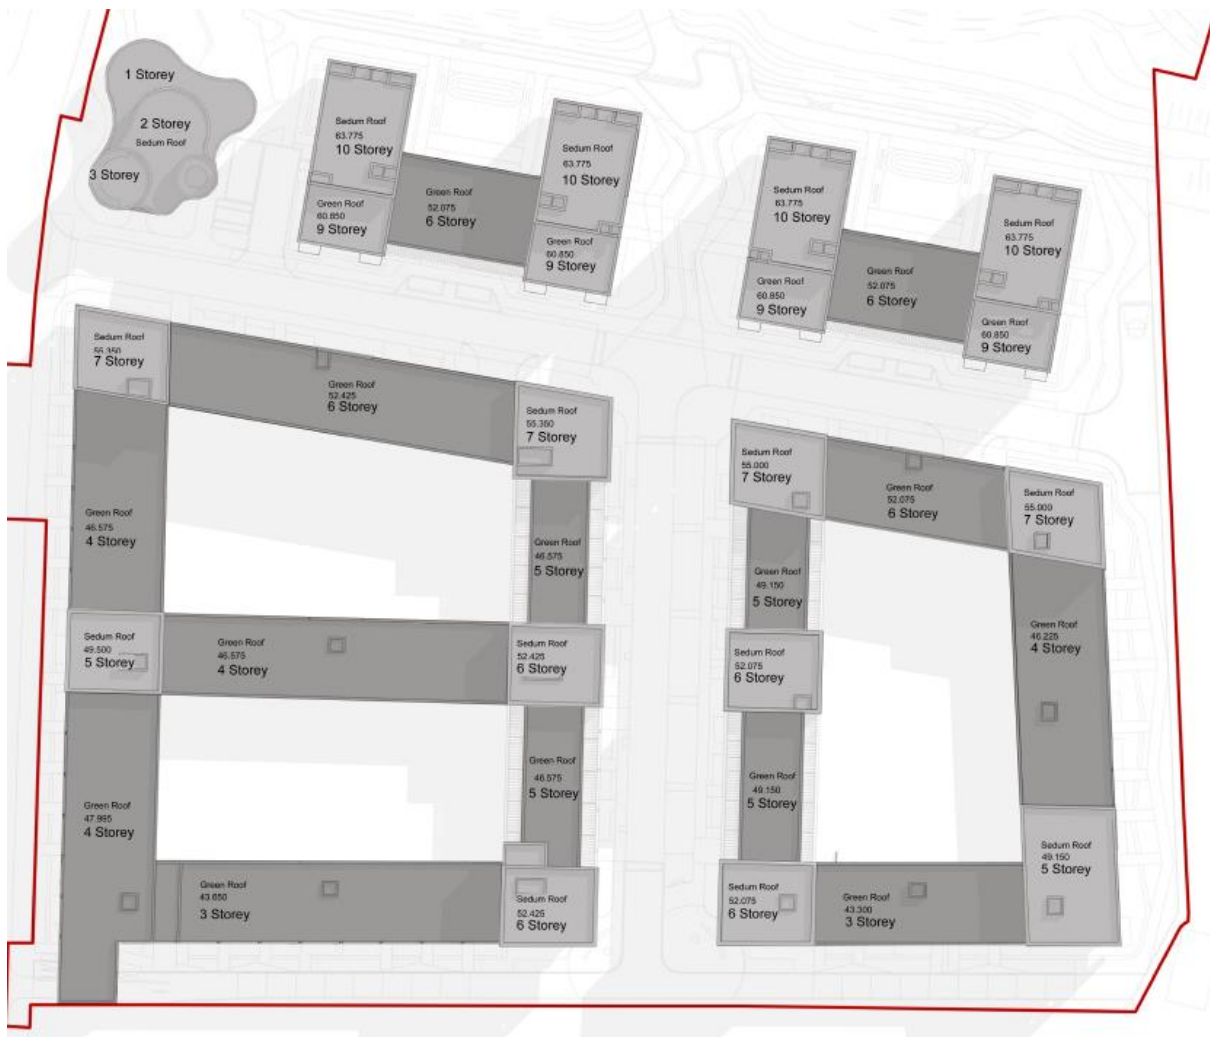 1 Storey
2 Storey
Sedum Roof
3 Storey
Sedum Roof
63.775
10 Storey
Green Roof
60.850
9 Storey
Green Roof
52.075
6 Storey
Sedum Roof
63.775
10 Storey
Green Roof
60.850
9 Storey
Sedum Roof
63.775
10 Storey
Green Roof
60.850
9 Storey
Green Roof
52.075
6 Storey
Sedum Roof
63.775
10 Storey
Green Roof
60.850
9 Storey
Sedum Roof
55.350
7 Storey
Green Roof
52.425
6 Storey
Sedum Roof
55.350
7 Storey
Green Roof
46.575
4 Storey
Green Roof
46.575
5 Storey
Sedum Roof
49.500
5 Storey
Green Roof
46.575
4 Storey
Sedum Roof
52.425
6 Storey
Green Roof
46.575
5 Storey
Green Roof
47.995
4 Storey
Green Roof
43.650
3 Storey
Sedum Roof
52.425
6 Storey
Sedum Roof
55.000
7 Storey
Green Roof
52.075
6 Storey
Sedum Roof
55.000
7 Storey
Green Roof
49.150
5 Storey
Sedum Roof
52.075
6 Storey
Green Roof
46.225
4 Storey
Green Roof
49.150
5 Storey
Sedum Roof
49.150
5 Storey
Sedum Roof
52.075
6 Storey
Green Roof
43.300
3 Storey